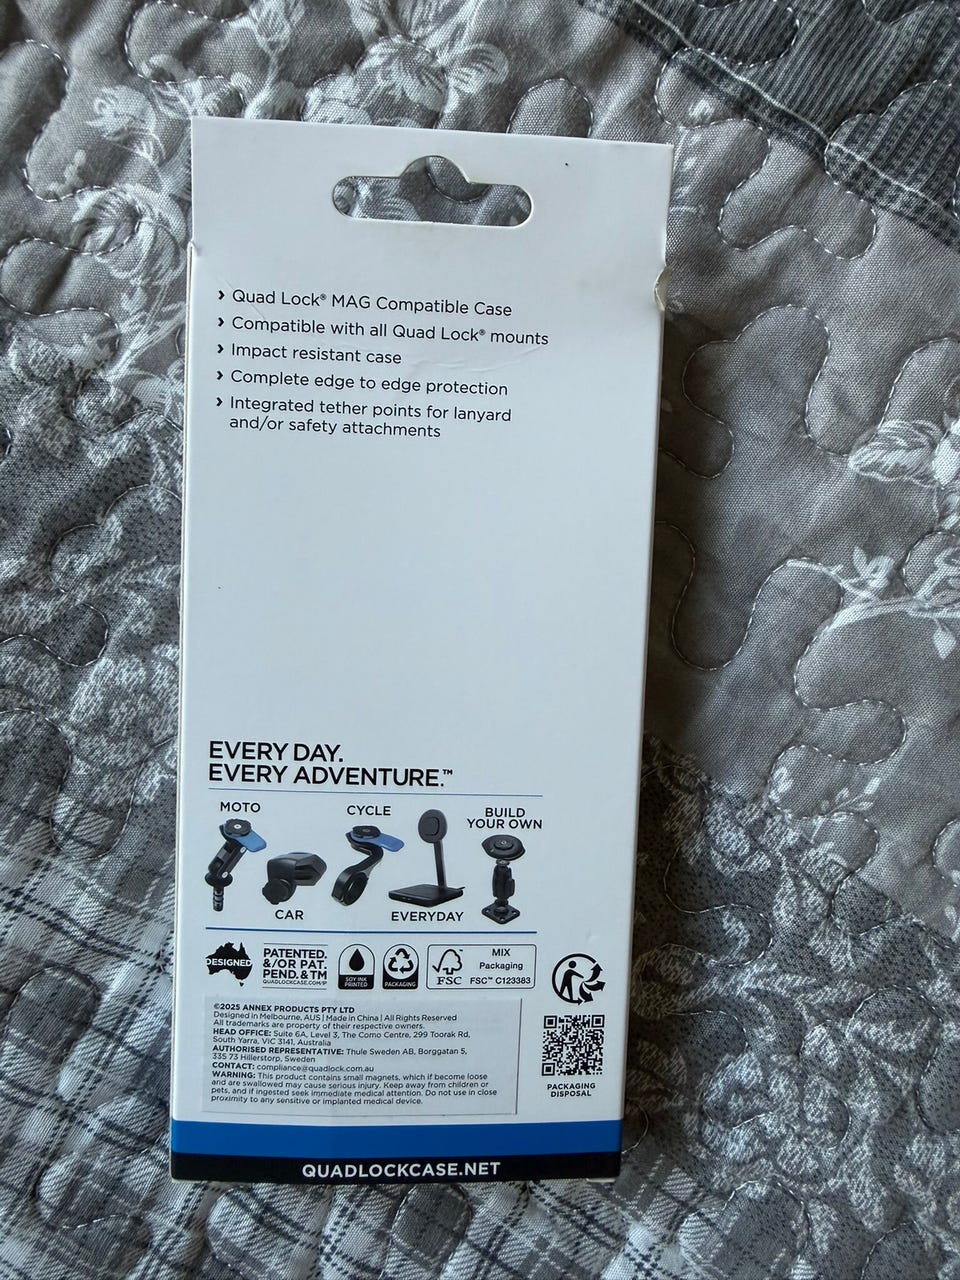 › Quad Lock® MAG Compatible Case
› Compatible with all Quad Lock® mounts
› Impact resistant case
› Complete edge to edge protection
› Integrated tether points for lanyard
and/or safety attachments
EVERY DAY.
EVERY ADVENTURE.™
MOTO
CAR
CYCLE
EVERYDAY
BUILD
YOUR OWN
DESIGNED
PATENTED.
&/OR PAT.
PEND. & TM
QUADLOCKCASE.COM/IP
SOY INK
PRINTED
PACKAGING
FSC
MIX
Packaging
FSC™ C123383
©2025 ANNEX PRODUCTS PTY LTD
Designed in Melbourne, AUS | Made in China | All Rights Reserved
All trademarks are property of their respective owners.
HEAD OFFICE: Suite 6A, Level 3, The Como Centre, 299 Toorak Rd,
South Yarra, VIC 3141, Australia
AUTHORISED REPRESENTATIVE: Thule Sweden AB, Borggatan 5,
335 73 Hillerstorp, Sweden
CONTACT: compliance@quadlock.com.au
WARNING: This product contains small magnets, which if become loose
and are swallowed may cause serious injury. Keep away from children or
pets, and if ingested seek immediate medical attention. Do not use in close
proximity to any sensitive or implanted medical device.
PACKAGING
DISPOSAL
QUADLOCKCASE.NET